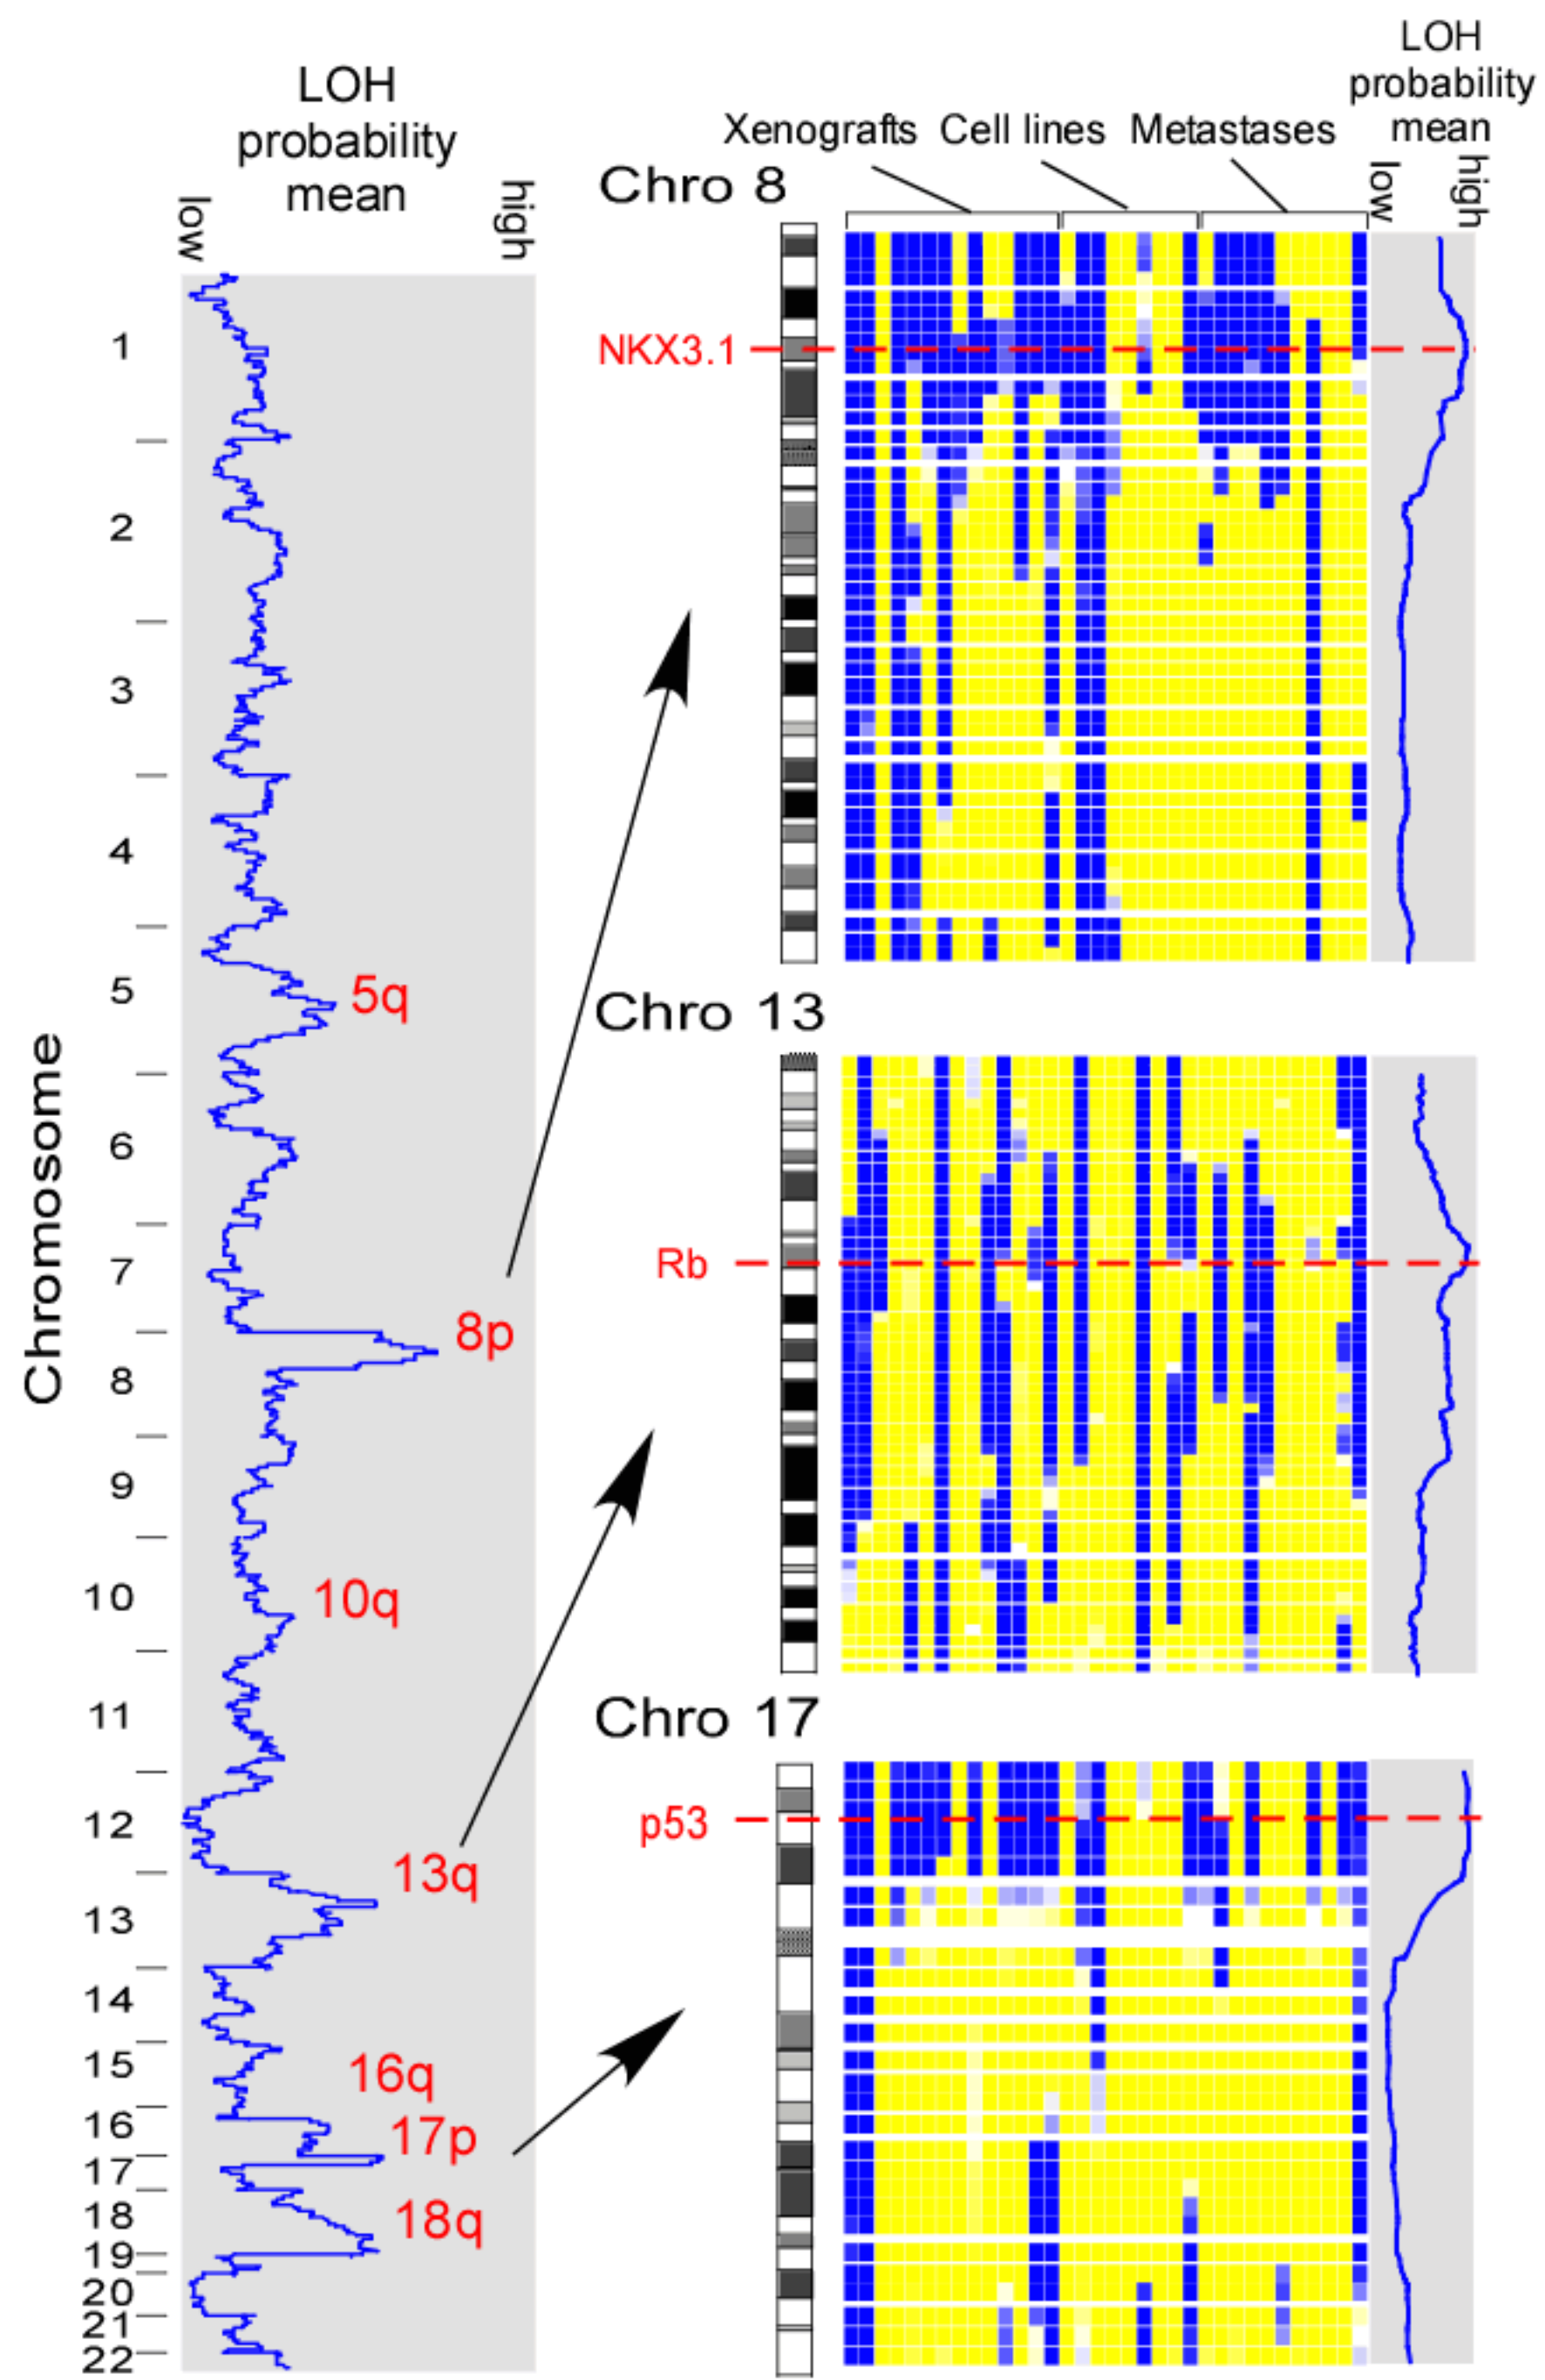 LOH
probability
mean
low
high
Chromosome
1
2
3
4
5
6
7
8
9
10
11
12
13
14
15
16
17
18
19
20
21
22
5q
8p
10q
13q
16q
17p
18q
Xenografts Cell lines Metastases
LOH
probability
mean
low
high
Chro 8
NKX3.1
Chro 13
Rb
Chro 17
p53